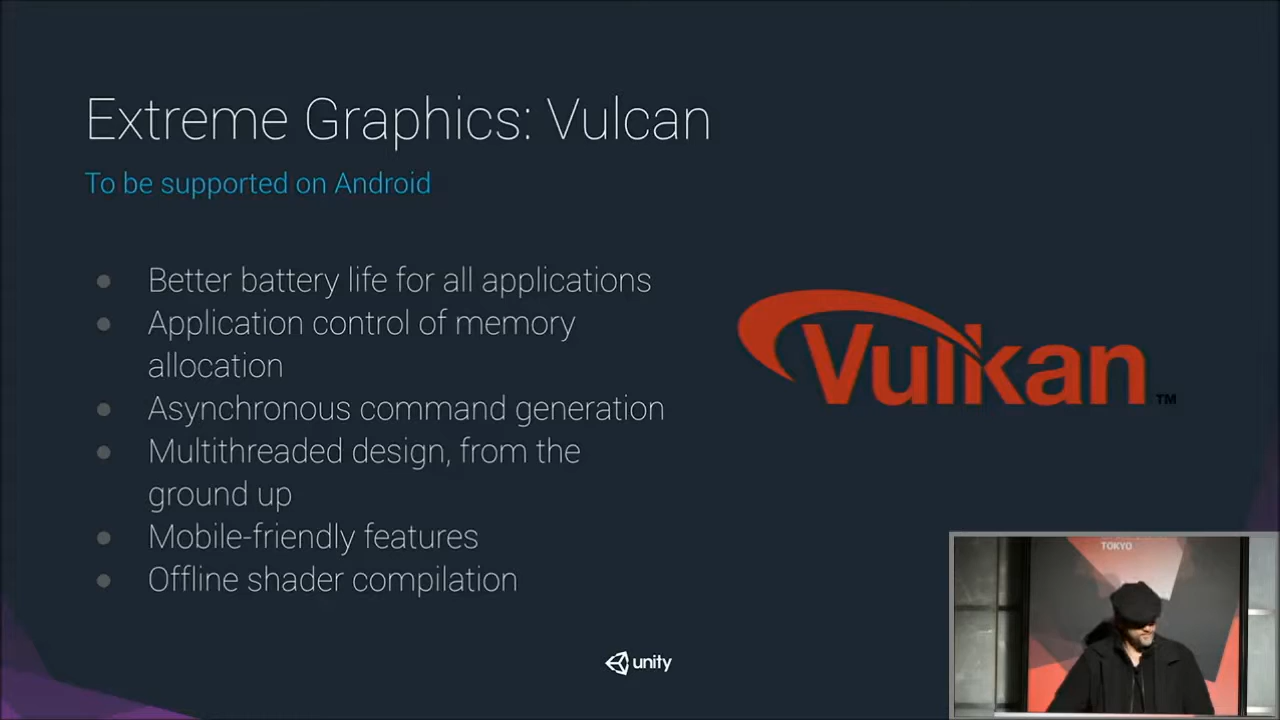 Extreme Graphics: Vulcan
To be supported on Android
● Better battery life for all applications
● Application control of memory
allocation
● Asynchronous command generation
● Multithreaded design, from the
ground up
● Mobile-friendly features
● Offline shader compilation
Vulkan™
unity
TOKYO